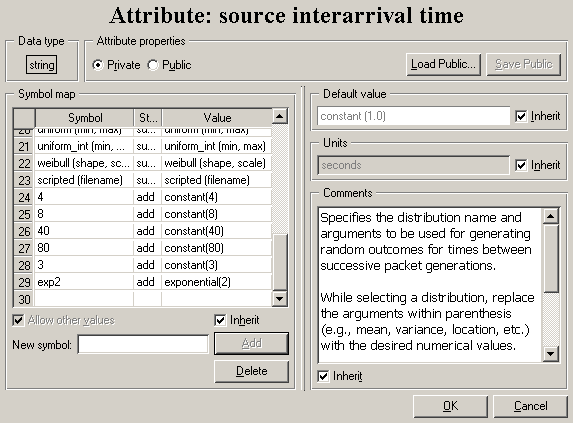 Attribute: source interarrival time
Data type
string
Attribute properties
Private
Public
Load Public...
Save Public
Symbol map
Symbol St... Value
20 uniform (min, max) su... uniform (min, max)
21 uniform_int (min, ... su... uniform_int (min, max)
22 weibull (shape, sc... su... weibull (shape, scale)
23 scripted (filename) su... scripted (filename)
24 4 add constant(4)
25 8 add constant(8)
26 40 add constant(40)
27 80 add constant(80)
28 3 add constant(3)
29 exp2 add exponential(2)
30
Allow other values
Inherit
New symbol:
Add
Delete
Default value
constant (1.0)
Inherit
Units
seconds
Inherit
Comments
Specifies the distribution name and
arguments to be used for generating
random outcomes for times between
successive packet generations.
While selecting a distribution, replace
the arguments within parenthesis
(e.g., mean, variance, location, etc.)
with the desired numerical values.
Inherit
OK
Cancel